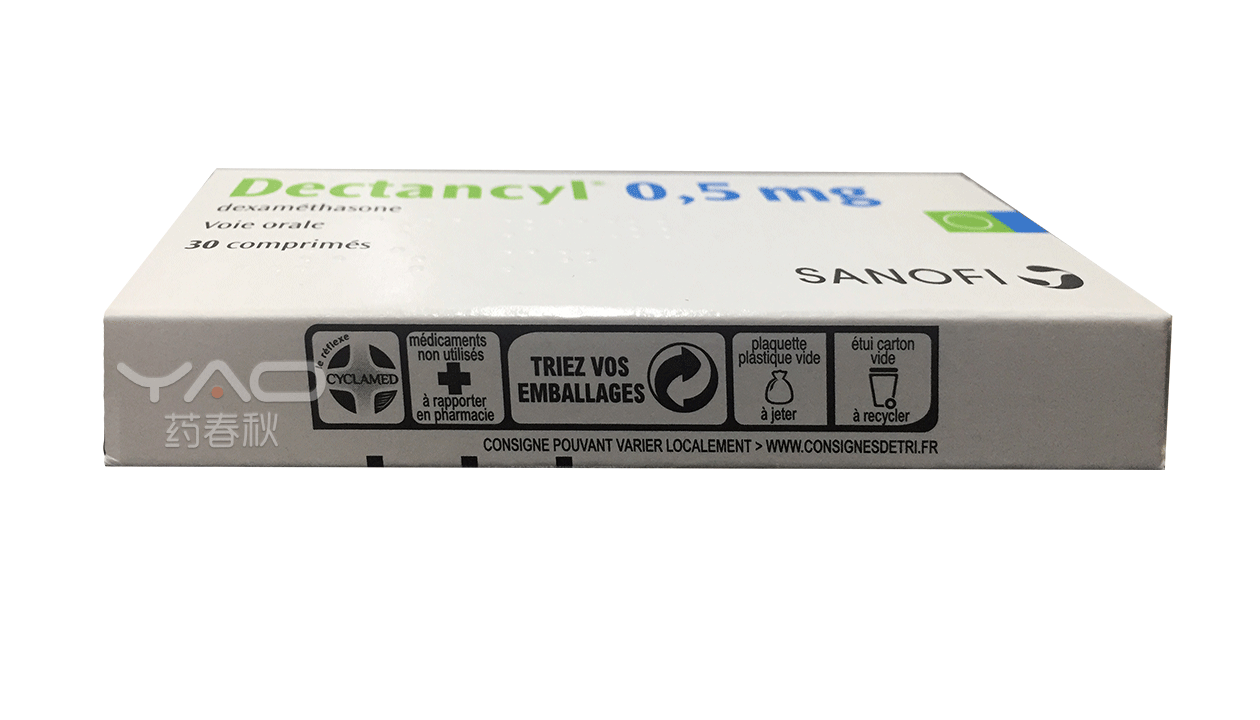 Dectancyl® 0,5 mg
dexaméthasone
voie orale
30 comprimés
SANOFI
le réflexe
CYCLAMED
médicaments
non utilisés
à rapporter
en pharmacie
TRIEZ VOS
EMBALLAGES
plaquette
plastique vide
à jeter
étui carton
vide
à recycler
CONSIGNE POUVANT VARIER LOCALEMENT > WWW.CONSIGNESDETRI.FR
YAO
药春秋